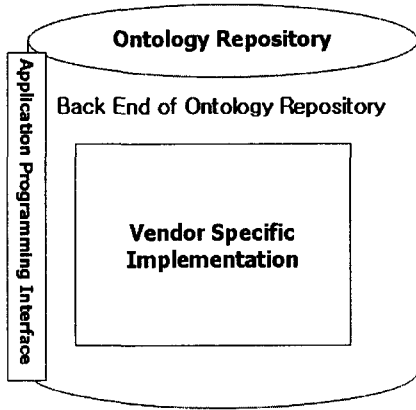 Ontology Repository
Application Programming Interface
Back End of Ontology Repository
Vendor Specific
Implementation